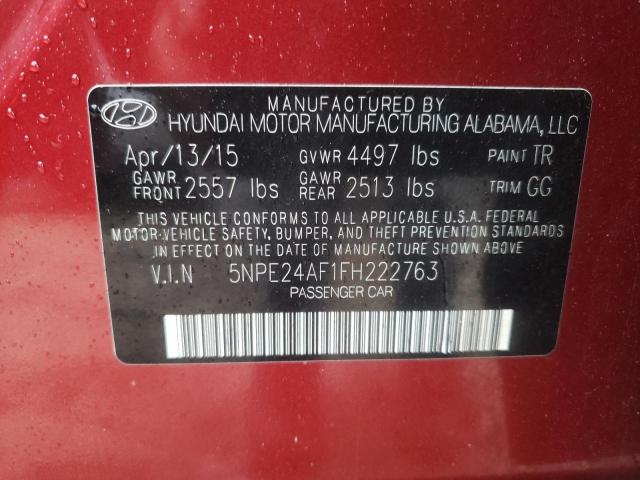 MANUFACTURED BY
HYUNDAI MOTOR MANUFACTURING ALABAMA, LLC
Apr/13/15 GVWR 4497 lbs PAINT TR
GAWR FRONT 2557 lbs GAWR REAR 2513 lbs TRIM GG
THIS VEHICLE CONFORMS TO ALL APPLICABLE U.S.A. FEDERAL
MOTOR-VEHICLE SAFETY, BUMPER, AND THEFT PREVENTION STANDARDS
IN EFFECT ON THE DATE OF MANUFACTURE SHOWN ABOVE
V.I.N 5NPE24AF1FH222763
PASSENGER CAR